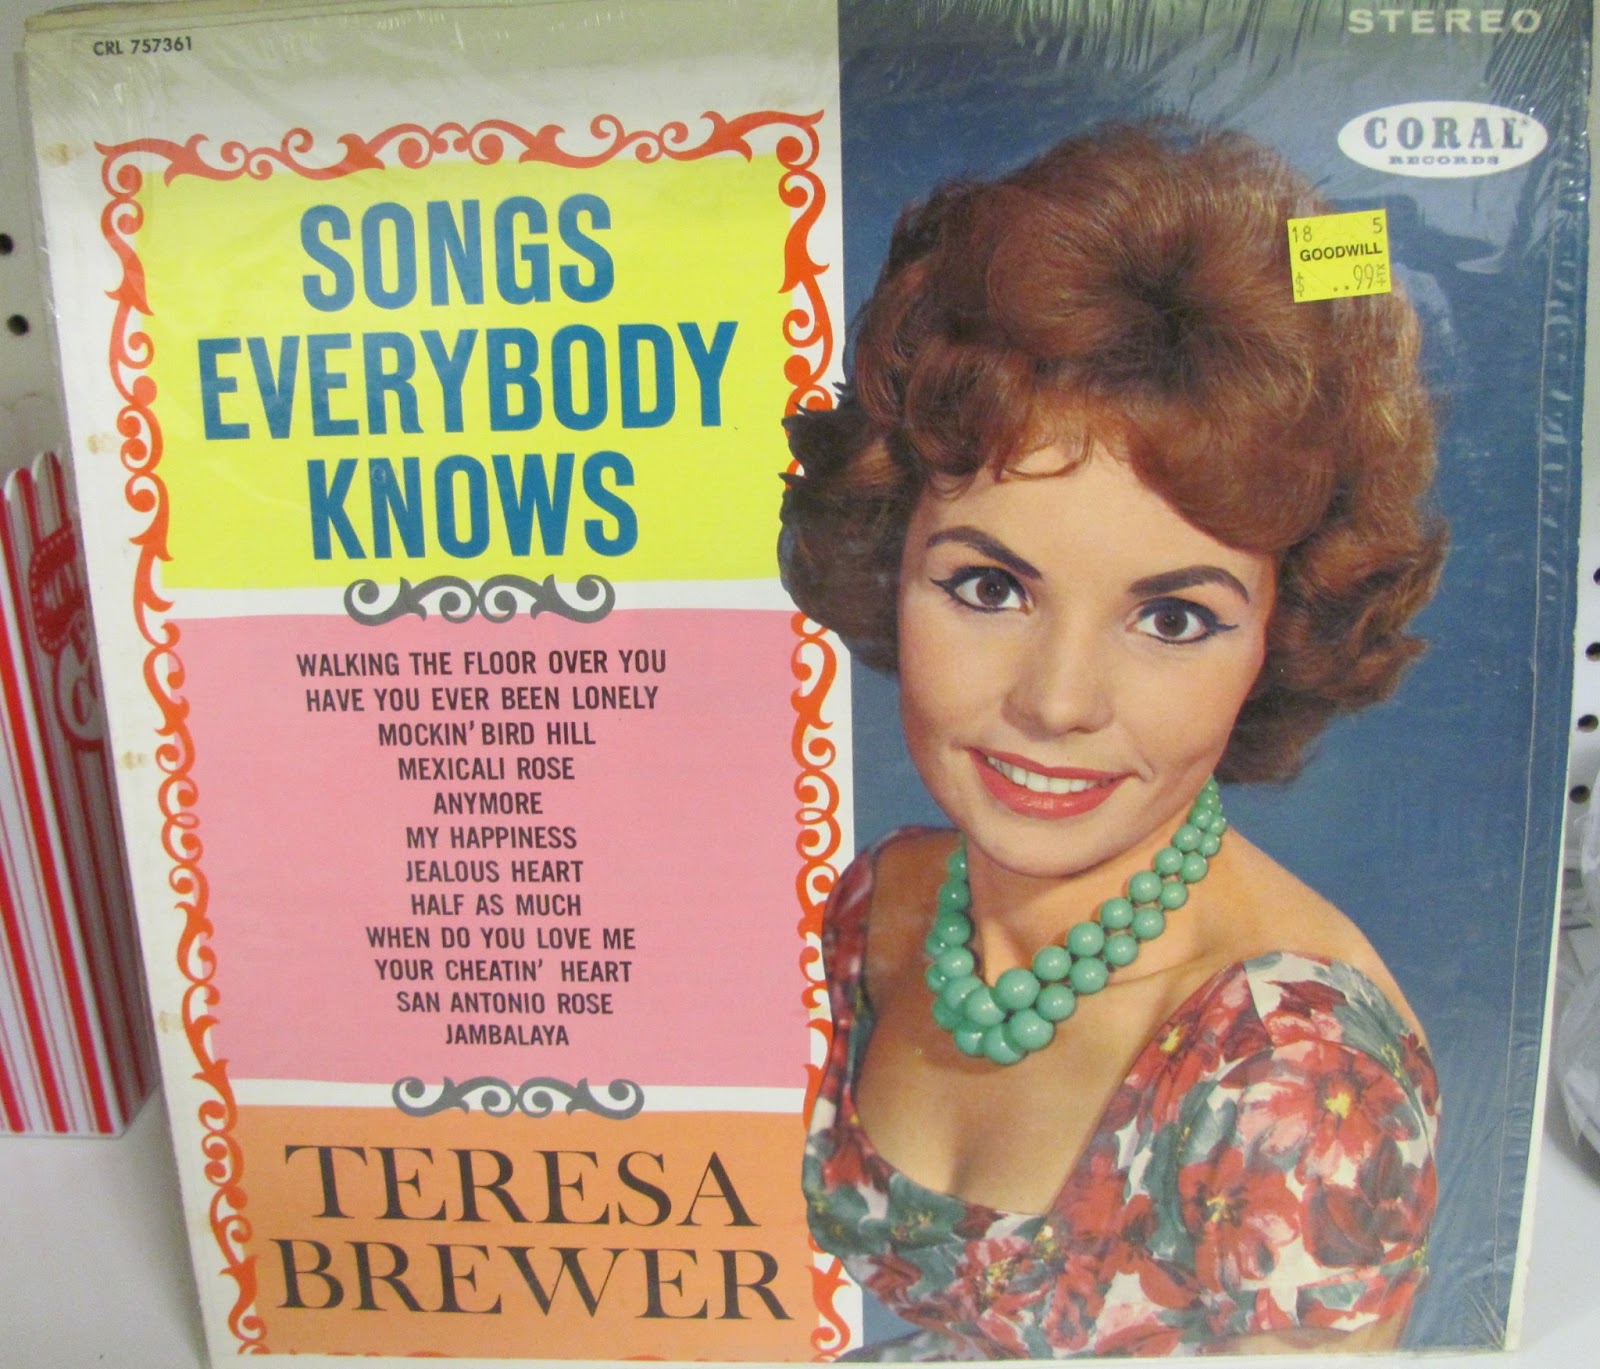 CRL 757361
STEREO
CORAL
RECORDS
18 5
GOODWILL
$ ..99
SONGS
EVERYBODY
KNOWS
WALKING THE FLOOR OVER YOU
HAVE YOU EVER BEEN LONELY
MOCKIN' BIRD HILL
MEXICALI ROSE
ANYMORE
MY HAPPINESS
JEALOUS HEART
HALF AS MUCH
WHEN DO YOU LOVE ME
YOUR CHEATIN' HEART
SAN ANTONIO ROSE
JAMBALAYA
TERESA
BREWER